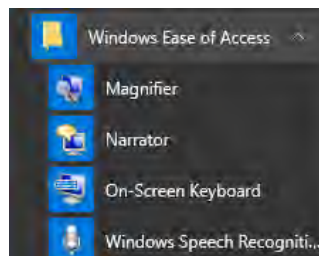 Windows Ease of Access
Magnifier
Narrator
On-Screen Keyboard
Windows Speech Recogniti...